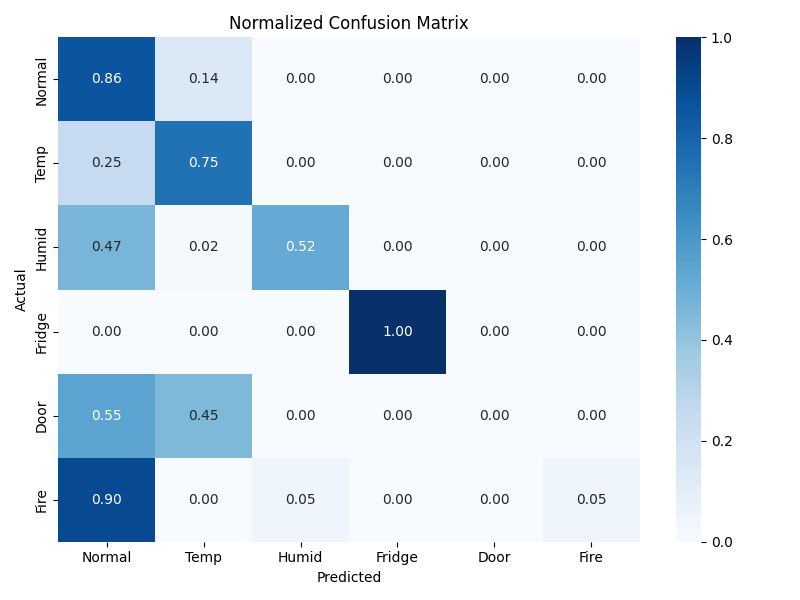 Normalized Confusion Matrix
Actual
Normal 0.86 0.14 0.00 0.00 0.00 0.00
Temp 0.25 0.75 0.00 0.00 0.00 0.00
Humid 0.47 0.02 0.52 0.00 0.00 0.00
Fridge 0.00 0.00 0.00 1.00 0.00 0.00
Door 0.55 0.45 0.00 0.00 0.00 0.00
Fire 0.90 0.00 0.05 0.00 0.00 0.05
Normal Temp Humid Fridge Door Fire
Predicted
1.0
0.8
0.6
0.4
0.2
0.0